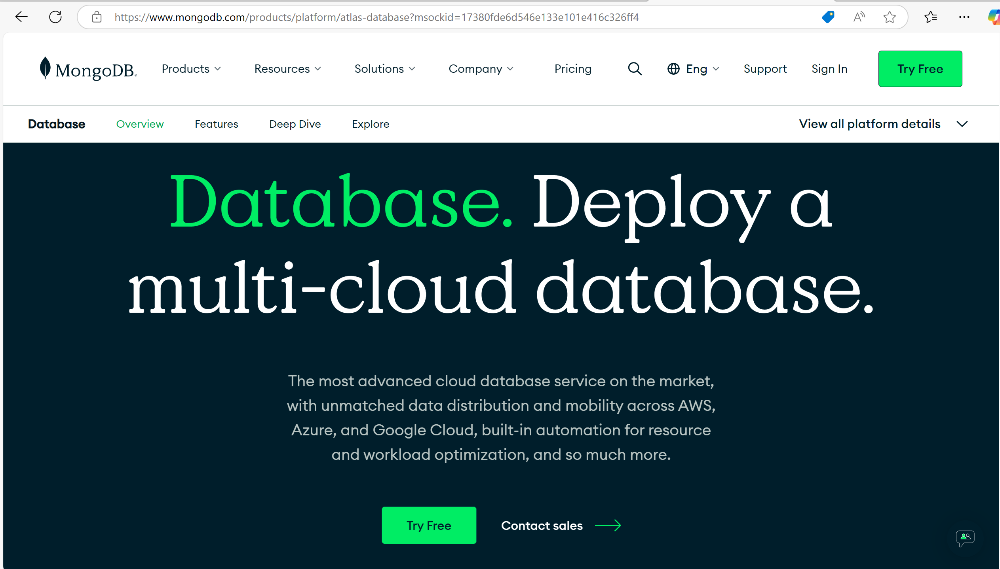 https://www.mongodb.com/products/platform/atlas-database?msockid=17380fde6d546e133e101e416c326ff4
MongoDB® Products Resources Solutions Company Pricing Eng Support Sign In Try Free
Database Overview Features Deep Dive Explore View all platform details
Database. Deploy a
multi-cloud database.
The most advanced cloud database service on the market,
with unmatched data distribution and mobility across AWS,
Azure, and Google Cloud, built-in automation for resource
and workload optimization, and so much more.
Try Free Contact sales